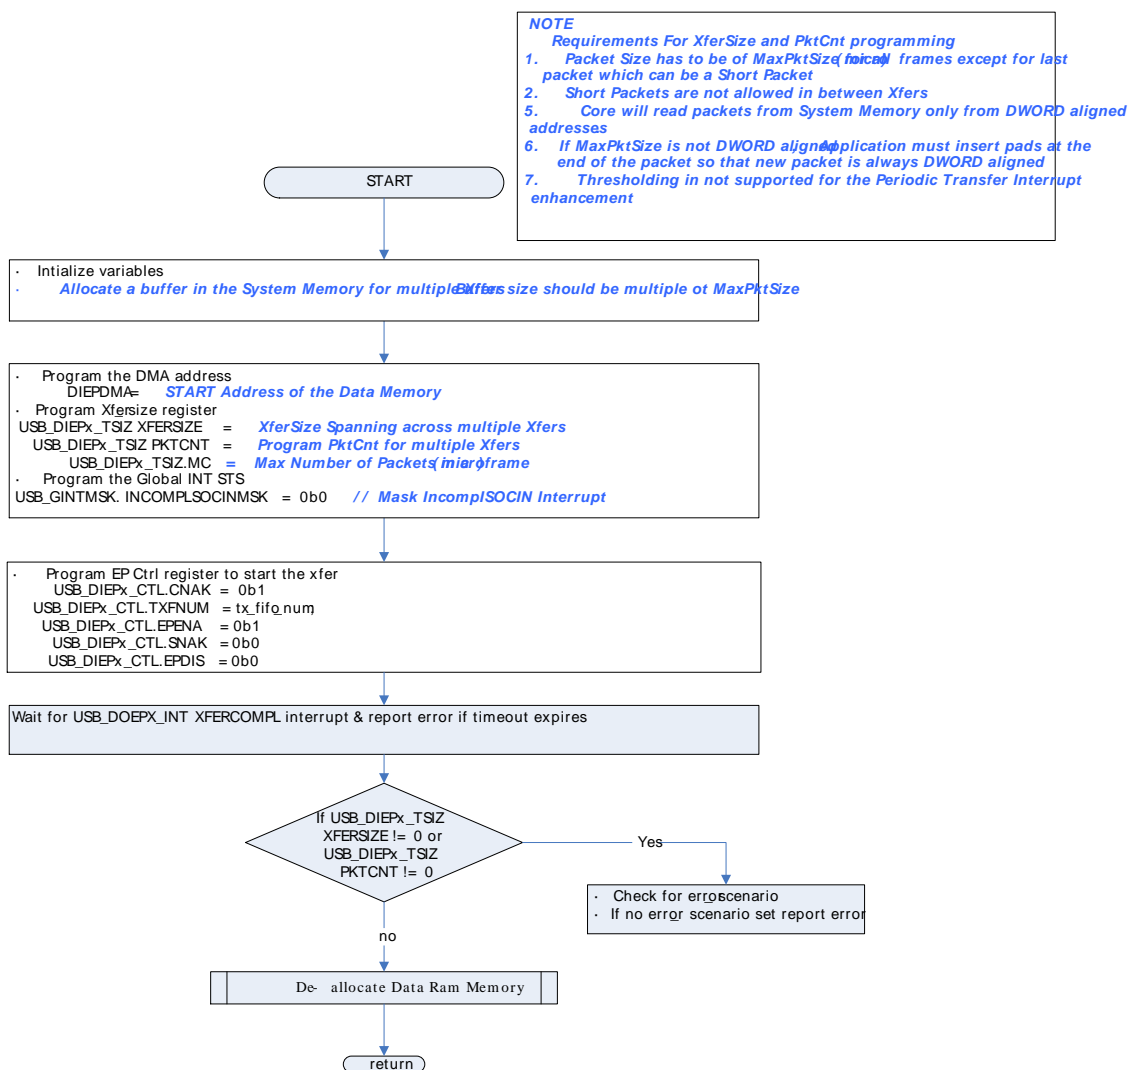 NOTE
Requirements For XferSize and PktCnt programming
1. Packet Size has to be of MaxPktSize frames except for last
packet which can be a Short Packet
2. Short Packets are not allowed in between Xfers
5. Core will read packets from System Memory only from DWORD aligned
addresses
6. If MaxPktSize is not DWORD aligned, Application must insert pads at the
end of the packet so that new packet is always DWORD aligned
7. Thresholding in not supported for the Periodic Transfer Interrupt
enhancement
START
· Intialize variables
· Allocate a buffer in the System Memory for multiple size should be multiple ot MaxPktSize
· Program the DMA address
DIEPDMA= START Address of the Data Memory
· Program Xfersize register
USB_DIEPx_TSIZ XFERSIZE = XferSize Spanning across multiple Xfers
USB_DIEPx_TSIZ PKTCNT = Program PktCnt for multiple Xfers
USB_DIEPx_TSIZ.MC = Max Number of Packets frame
· Program the Global INT STS
USB_GINTMSK. INCOMPLSOCINMSK = 0b0 // Mask IncomplSOCIN Interrupt
· Program EP Ctrl register to start the xfer
USB_DIEPx_CTL.CNAK = 0b1
USB_DIEPx_CTL.TXFNUM = tx_fifo_num;
USB_DIEPx_CTL.EPENA = 0b1
USB_DIEPx_CTL.SNAK = 0b0
USB_DIEPx_CTL.EPDIS = 0b0
Wait for USB_DOEPX_INT XFERCOMPL interrupt & report error if timeout expires
If USB_DIEPx_TSIZ
XFERSIZE != 0 or
USB_DIEPx_TSIZ
PKTCNT != 0
Yes
· Check for error_scenario
· If no error_scenario set report error
no
De- allocate Data Ram Memory
return